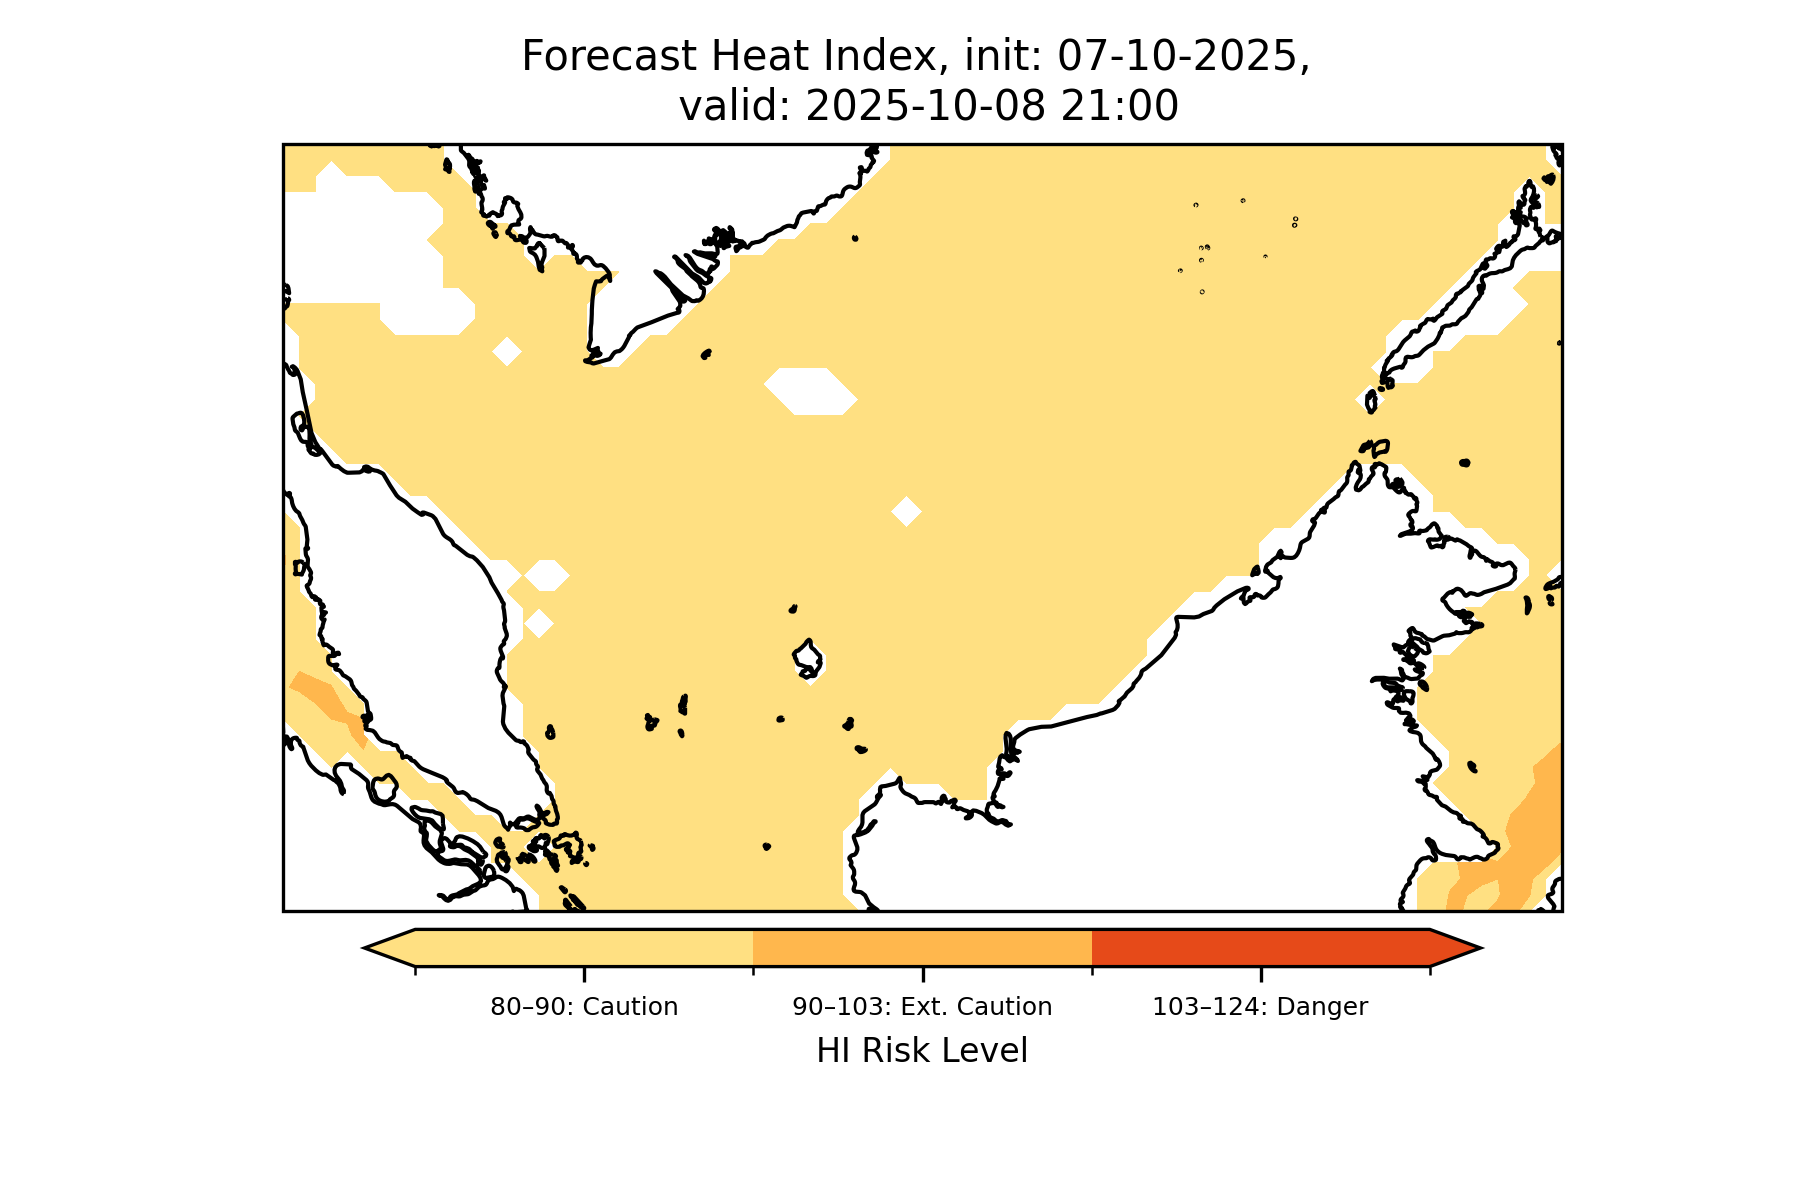 Forecast Heat Index, init: 07-10-2025,
valid: 2025-10-08 21:00
80–90: Caution
90–103: Ext. Caution
103–124: Danger
HI Risk Level